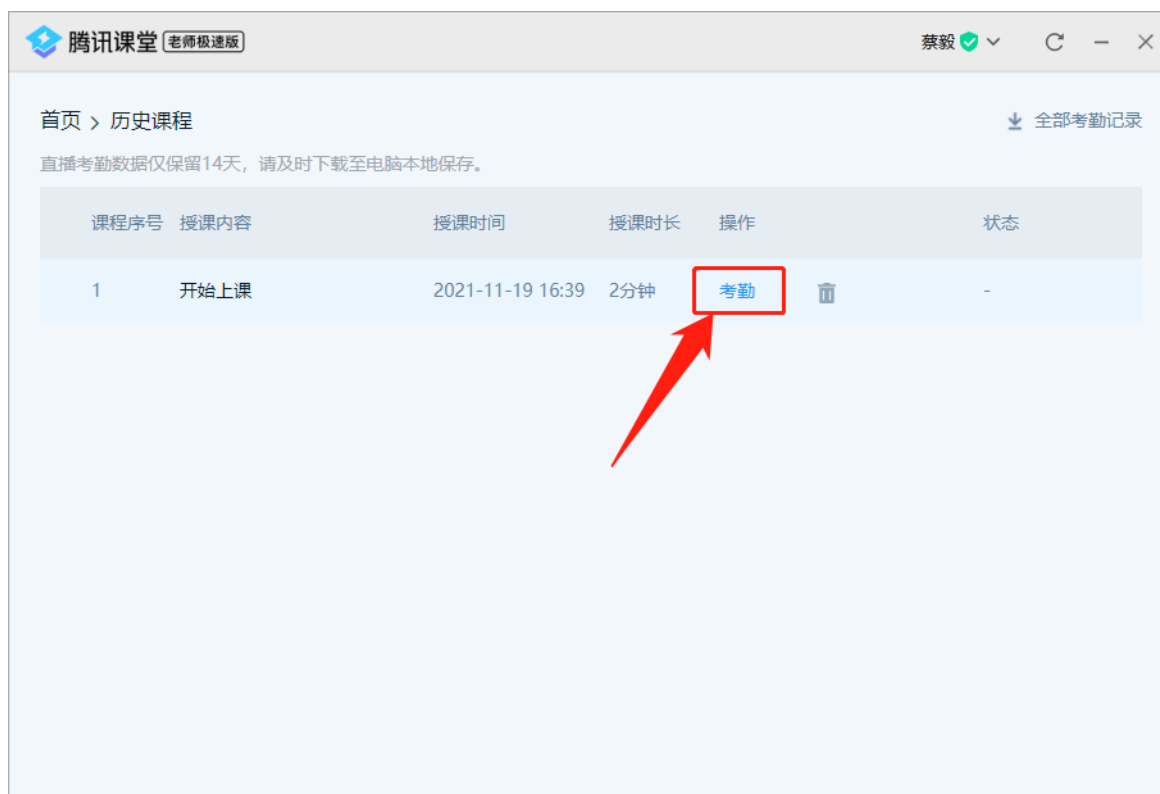 腾讯课堂 老师极速版 蔡毅
首页 > 历史课程 全部考勤记录
直播考勤数据仅保留14天，请及时下载至电脑本地保存。
课程序号 授课内容 授课时间 授课时长 操作 状态
1 开始上课 2021-11-19 16:39 2分钟 考勤 -